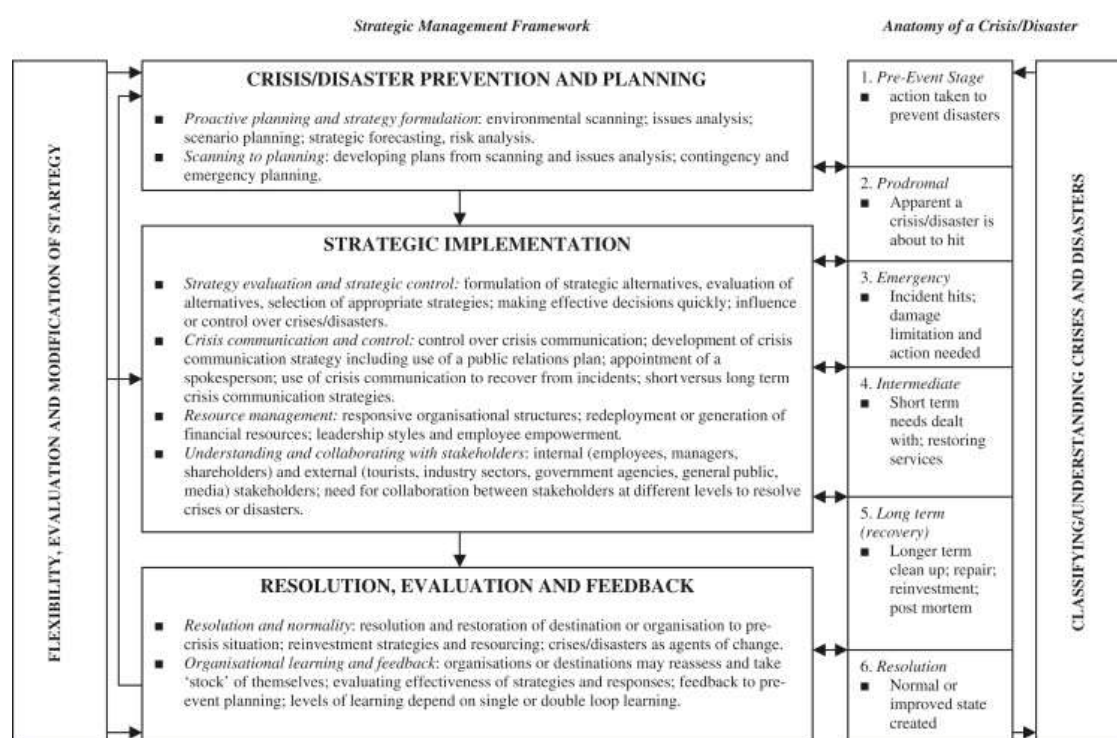 Strategic Management Framework
Anatomy of a Crisis/Disaster
FLEXIBILITY, EVALUATION AND MODIFICATION OF STARTEGY
CRISIS/DISASTER PREVENTION AND PLANNING
■ Proactive planning and strategy formulation: environmental scanning; issues analysis;
scenario planning; strategic forecasting, risk analysis.
■ Scanning to planning: developing plans from scanning and issues analysis; contingency and
emergency planning.
STRATEGIC IMPLEMENTATION
■ Strategy evaluation and strategic control: formulation of strategic alternatives, evaluation of
alternatives, selection of appropriate strategies; making effective decisions quickly; influence
or control over crises/disasters.
■ Crisis communication and control: control over crisis communication; development of crisis
communication strategy including use of a public relations plan; appointment of a
spokesperson; use of crisis communication to recover from incidents; short versus long term
crisis communication strategies.
■ Resource management: responsive organisational structures; redeployment or generation of
financial resources; leadership styles and employee empowerment.
■ Understanding and collaborating with stakeholders: internal (employees, managers,
shareholders) and external (tourists, industry sectors, government agencies, general public,
media) stakeholders; need for collaboration between stakeholders at different levels to resolve
crises or disasters.
RESOLUTION, EVALUATION AND FEEDBACK
■ Resolution and normality: resolution and restoration of destination or organisation to pre-
crisis situation; reinvestment strategies and resourcing; crises/disasters as agents of change.
■ Organisational learning and feedback: organisations or destinations may reassess and take
‘stock’ of themselves; evaluating effectiveness of strategies and responses; feedback to pre-
event planning; levels of learning depend on single or double loop learning.
1. Pre-Event Stage
■ action taken to
prevent disasters
2. Prodromal
■ Apparent a
crisis/disaster is
about to hit
3. Emergency
■ Incident hits;
damage
limitation and
action needed
4. Intermediate
■ Short term
needs dealt
with; restoring
services
5. Long term
(recovery)
■ Longer term
clean up; repair;
reinvestment;
post mortem
6. Resolution
■ Normal or
improved state
created
CLASSIFYING/UNDERSTANDING CRISES AND DISASTERS